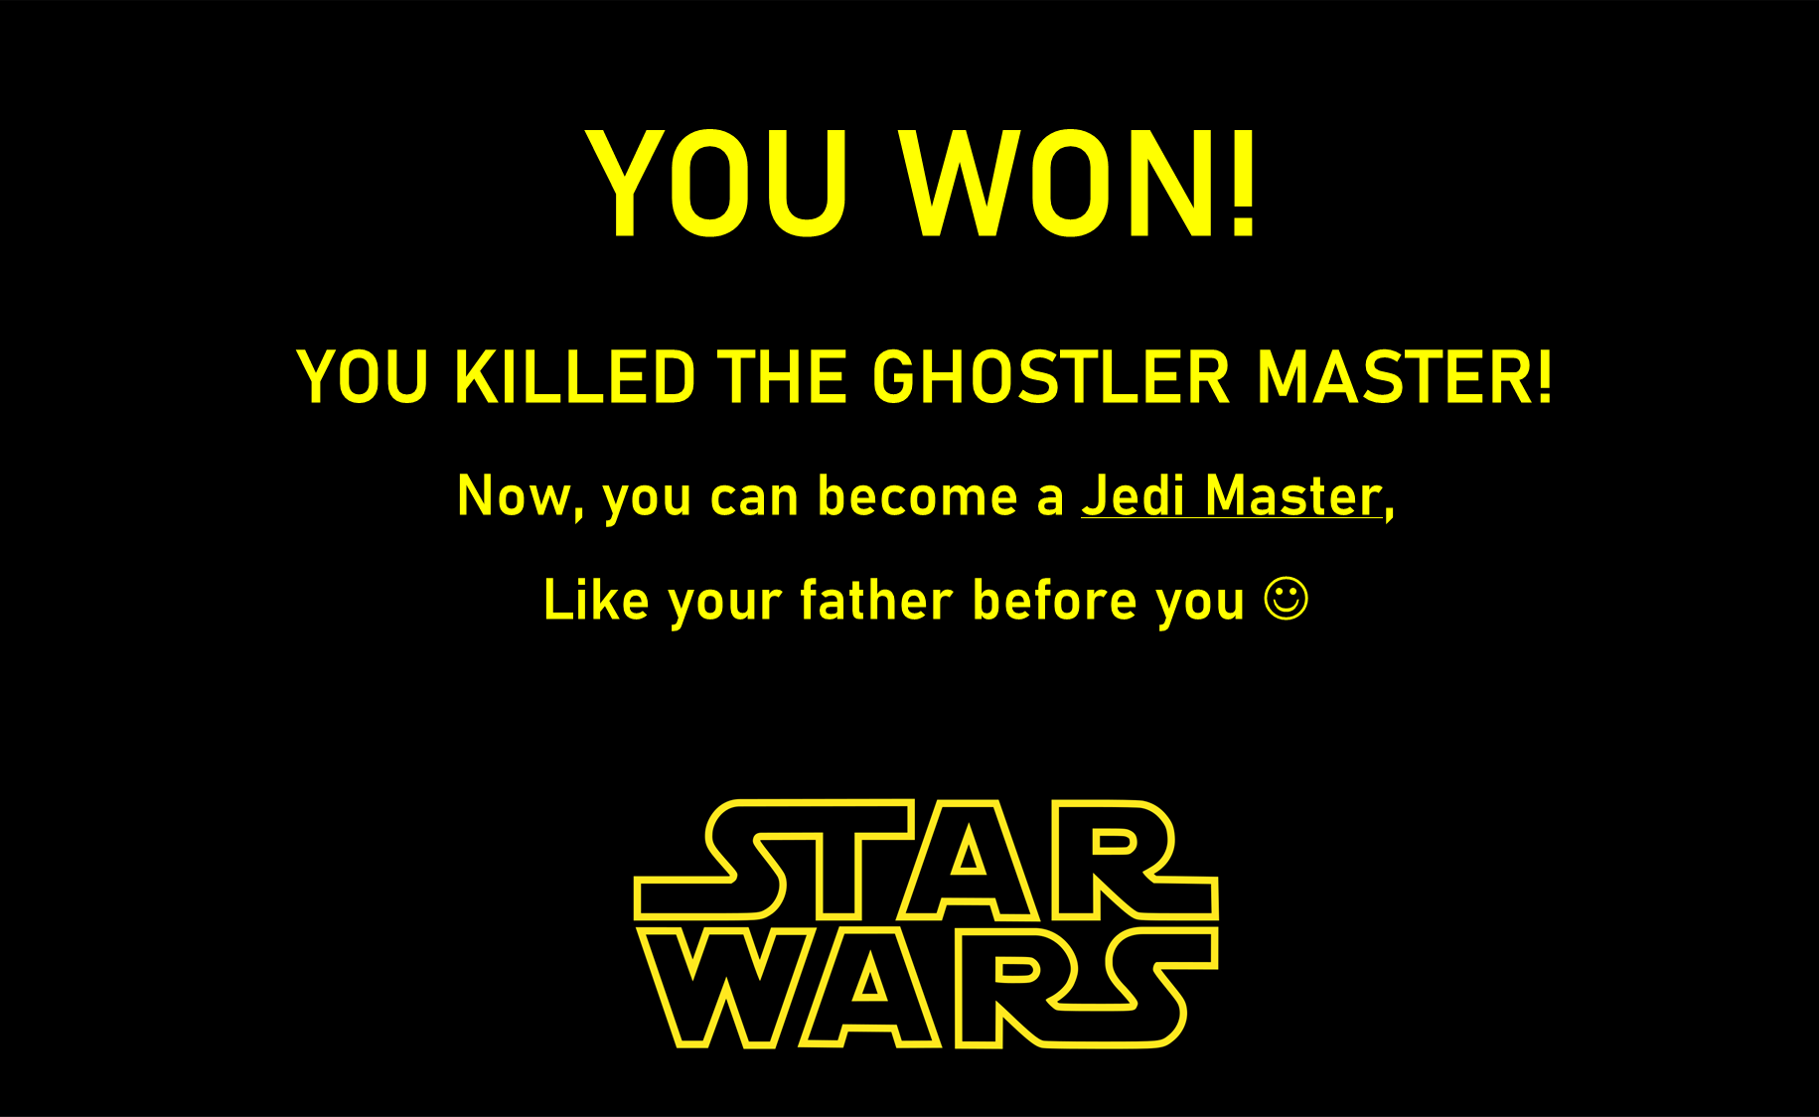 YOU WON!
YOU KILLED THE GHOSTLER MASTER!
Now, you can become a Jedi Master,
Like your father before you ☺
STAR
WARS